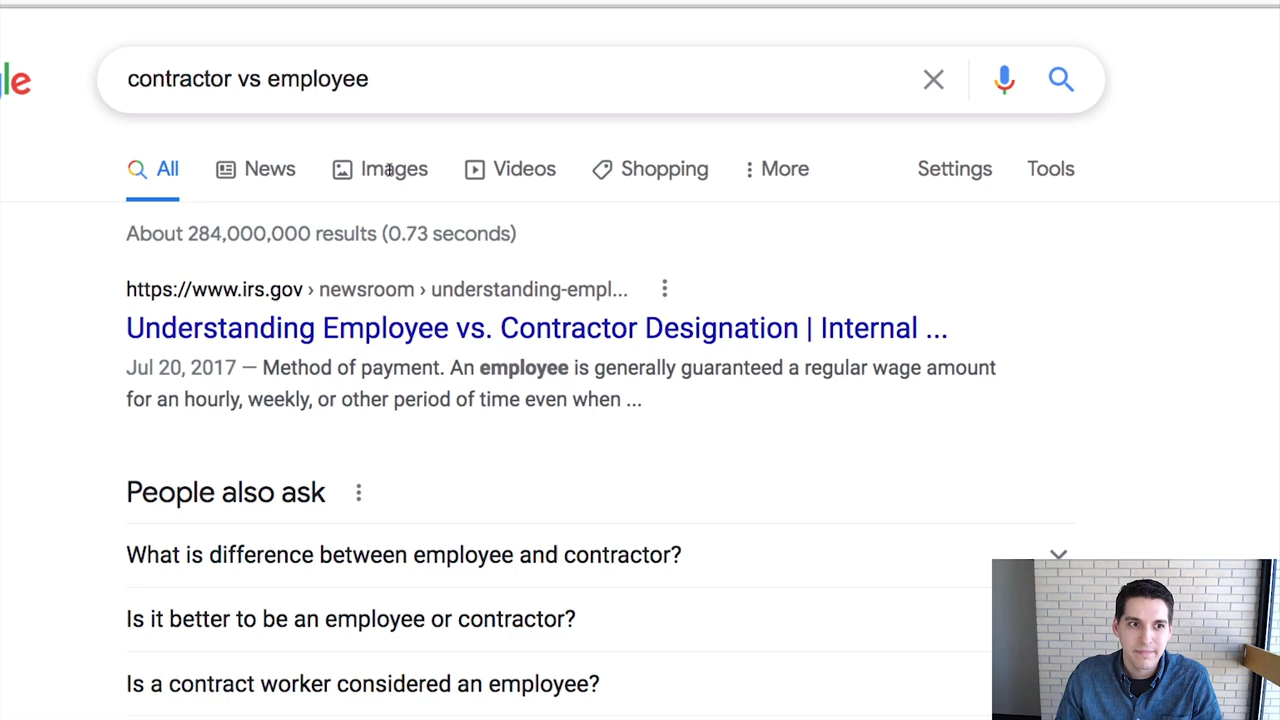 le
contractor vs employee
All News Images Videos Shopping More Settings Tools
About 284,000,000 results (0.73 seconds)
https://www.irs.gov › newsroom › understanding-empl...
Understanding Employee vs. Contractor Designation | Internal ...
Jul 20, 2017 — Method of payment. An employee is generally guaranteed a regular wage amount
for an hourly, weekly, or other period of time even when ...
People also ask
What is difference between employee and contractor?
Is it better to be an employee or contractor?
Is a contract worker considered an employee?